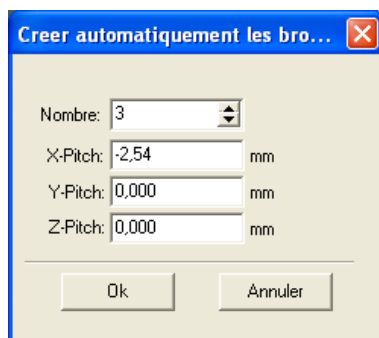 Creer automatiquement les bro...
Nombre: 3
X-Pitch: -2,54 mm
Y-Pitch: 0,000 mm
Z-Pitch: 0,000 mm
Ok Annuler